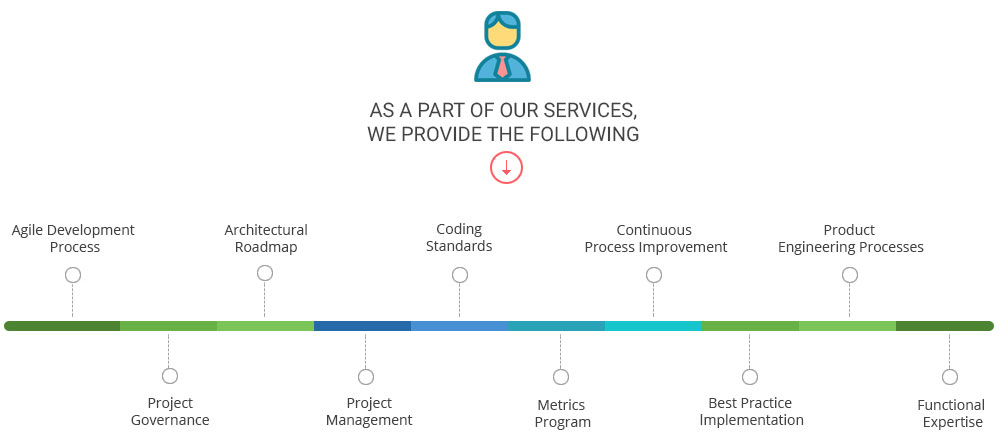 AS A PART OF OUR SERVICES,
WE PROVIDE THE FOLLOWING
Agile Development
Process
Architectural
Roadmap
Coding
Standards
Continuous
Process Improvement
Product
Engineering Processes
Project
Governance
Project
Management
Metrics
Program
Best Practice
Implementation
Functional
Expertise